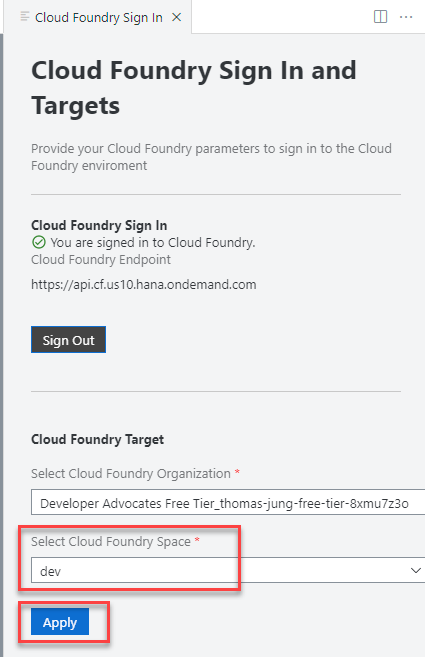 Cloud Foundry Sign In
Cloud Foundry Sign In and
Targets
Provide your Cloud Foundry parameters to sign in to the Cloud
Foundry enviroment
Cloud Foundry Sign In
You are signed in to Cloud Foundry.
Cloud Foundry Endpoint
https://api.cf.us10.hana.ondemand.com
Sign Out
Cloud Foundry Target
Select Cloud Foundry Organization *
Developer Advocates Free Tier_thomas-jung-free-tier-8xmu7z3o
Select Cloud Foundry Space *
dev
Apply